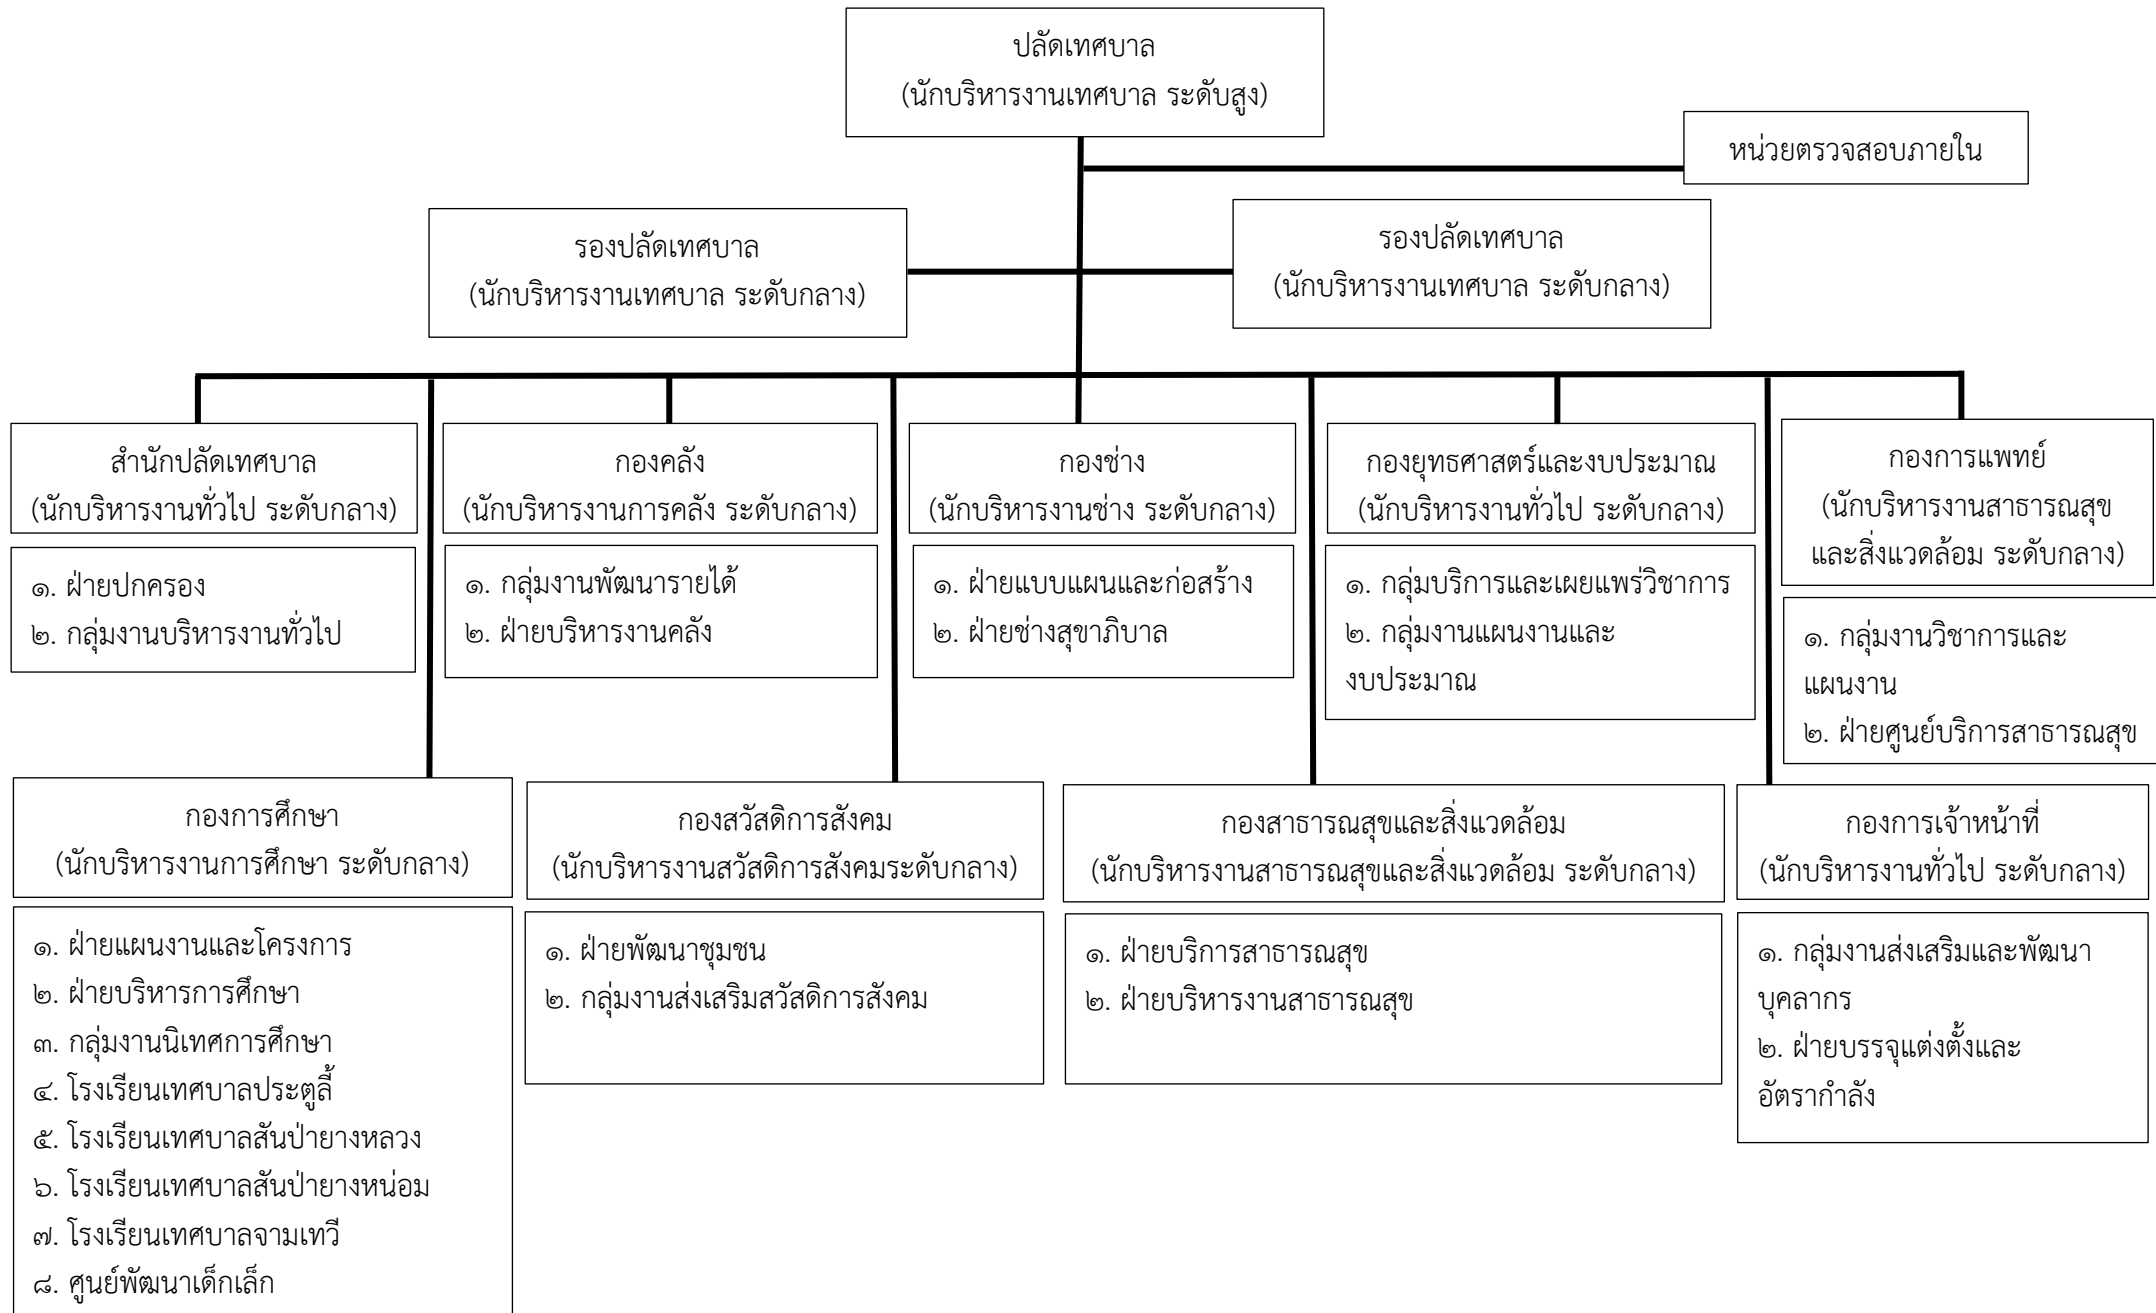 ปลัดเทศบาล
(นักบริหารงานเทศบาล ระดับสูง)
หน่วยตรวจสอบภายใน
รองปลัดเทศบาล
(นักบริหารงานเทศบาล ระดับกลาง)
รองปลัดเทศบาล
(นักบริหารงานเทศบาล ระดับกลาง)
สำนักปลัดเทศบาล
(นักบริหารงานทั่วไป ระดับกลาง)
๑. ฝ่ายปกครอง
๒. กลุ่มงานบริหารงานทั่วไป
กองคลัง
(นักบริหารงานการคลัง ระดับกลาง)
๑. กลุ่มงานพัฒนารายได้
๒. ฝ่ายบริหารงานคลัง
กองช่าง
(นักบริหารงานช่าง ระดับกลาง)
๑. ฝ่ายแบบแผนและก่อสร้าง
๒. ฝ่ายช่างสุขาภิบาล
กองยุทธศาสตร์และงบประมาณ
(นักบริหารงานทั่วไป ระดับกลาง)
๑. กลุ่มบริการและเผยแพร่วิชาการ
๒. กลุ่มงานแผนงานและ
งบประมาณ
กองการแพทย์
(นักบริหารงานสาธารณสุข
และสิ่งแวดล้อม ระดับกลาง)
๑. กลุ่มงานวิชาการและ
แผนงาน
๒. ฝ่ายศูนย์บริการสาธารณสุข
กองการศึกษา
(นักบริหารงานการศึกษา ระดับกลาง)
๑. ฝ่ายแผนงานและโครงการ
๒. ฝ่ายบริหารการศึกษา
๓. กลุ่มงานนิเทศการศึกษา
๔. โรงเรียนเทศบาลประตูลี้
๕. โรงเรียนเทศบาลสันป่ายางหลวง
๖. โรงเรียนเทศบาลสันป่ายางหน่อม
๗. โรงเรียนเทศบาลจามเทวี
๘. ศูนย์พัฒนาเด็กเล็ก
กองสวัสดิการสังคม
(นักบริหารงานสวัสดิการสังคมระดับกลาง)
๑. ฝ่ายพัฒนาชุมชน
๒. กลุ่มงานส่งเสริมสวัสดิการสังคม
กองสาธารณสุขและสิ่งแวดล้อม
(นักบริหารงานสาธารณสุขและสิ่งแวดล้อม ระดับกลาง)
๑. ฝ่ายบริการสาธารณสุข
๒. ฝ่ายบริหารงานสาธารณสุข
กองการเจ้าหน้าที่
(นักบริหารงานทั่วไป ระดับกลาง)
๑. กลุ่มงานส่งเสริมและพัฒนา
บุคลากร
๒. ฝ่ายบรรจุแต่งตั้งและ
อัตรากำลัง